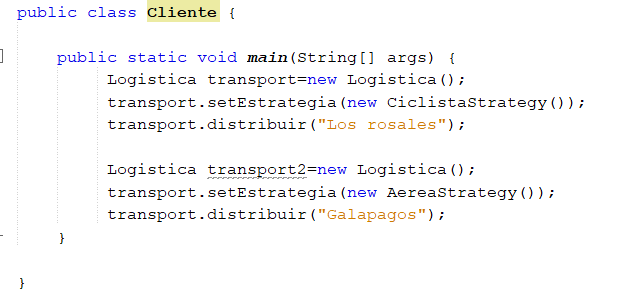 public class Cliente {
public static void main(String[] args) {
Logistica transport=new Logistica();
transport.setEstrategia(new CiclistaStrategy());
transport.distribuir("Los rosales");
Logistica transport2=new Logistica();
transport.setEstrategia(new AereaStrategy());
transport.distribuir("Galapagos");
}
}